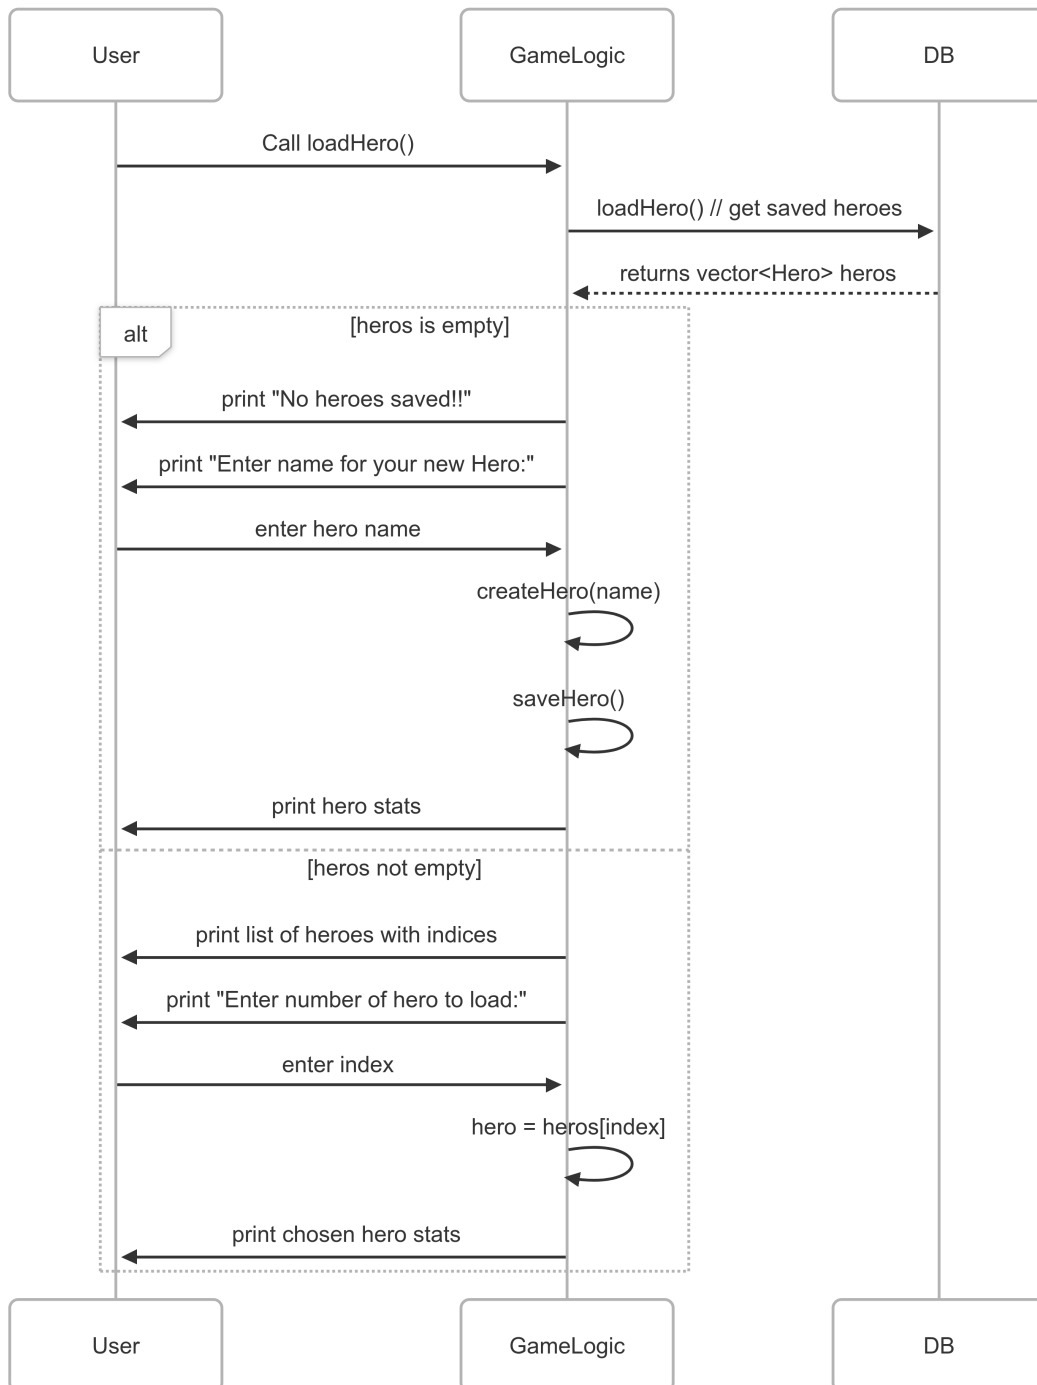 User
GameLogic
DB
Call loadHero()
loadHero() // get saved heroes
returns vector<Hero> heros
alt
[heros is empty]
print "No heroes saved!!"
print "Enter name for your new Hero:"
enter hero name
createHero(name)
saveHero()
print hero stats
[heros not empty]
print list of heroes with indices
print "Enter number of hero to load:"
enter index
hero = heros[index]
print chosen hero stats
User
GameLogic
DB